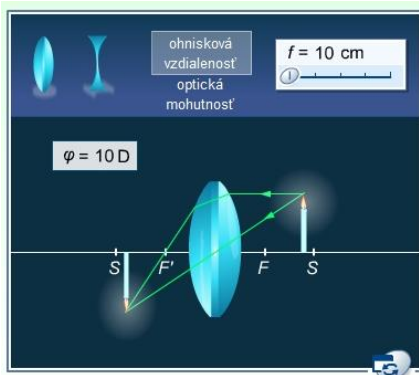 ohnisková
vzdialenosť
optická
mohutnosť
f = 10 cm
φ = 10 D
S F' F S